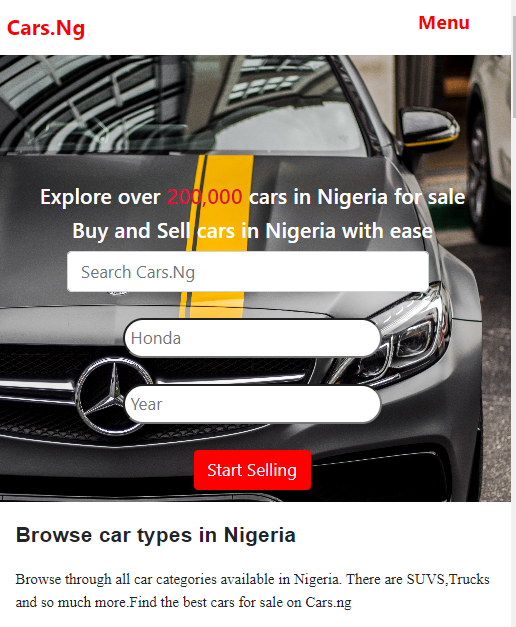 Cars.Ng
Menu
Explore over 200,000 cars in Nigeria for sale
Buy and Sell cars in Nigeria with ease
Search Cars.Ng
Honda
Year
Start Selling
Browse car types in Nigeria
Browse through all car categories available in Nigeria. There are SUVS,Trucks
and so much more.Find the best cars for sale on Cars.ng